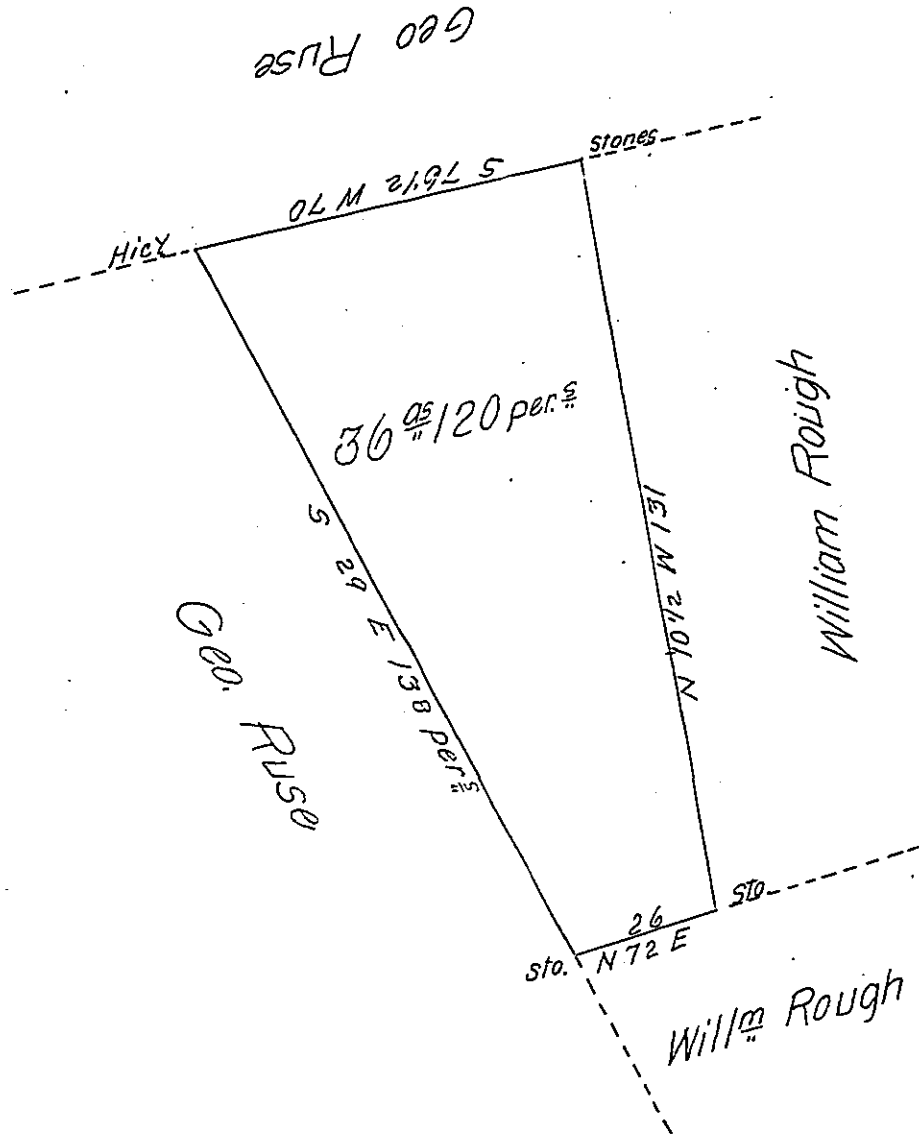 Geo Ruse
stones
S 76½ W 70
Hicy
36 as 120 per.s
William Rough
N 10½ W 131
S 29 E 138 pers
Geo. Ruse
Sto
26
N 72 E
sto.
Willm Rough